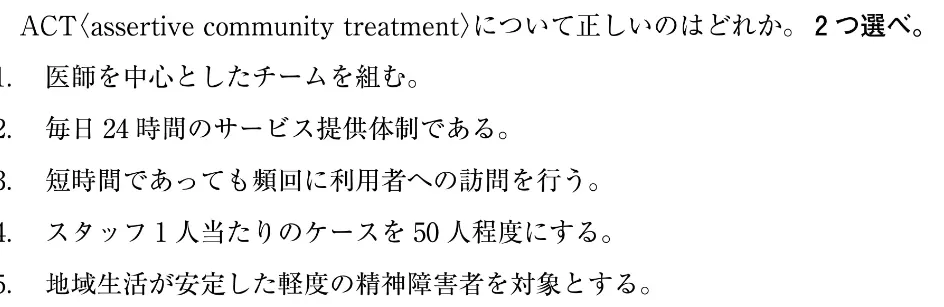 ACT〈assertive community treatment〉について正しいのはどれか。2つ選べ。
1. 医師を中心としたチームを組む。
2. 毎日24時間のサービス提供体制である。
3. 短時間であっても頻回に利用者への訪問を行う。
4. スタッフ1人当たりのケースを50人程度にする。
5. 地域生活が安定した軽度の精神障害者を対象とする。